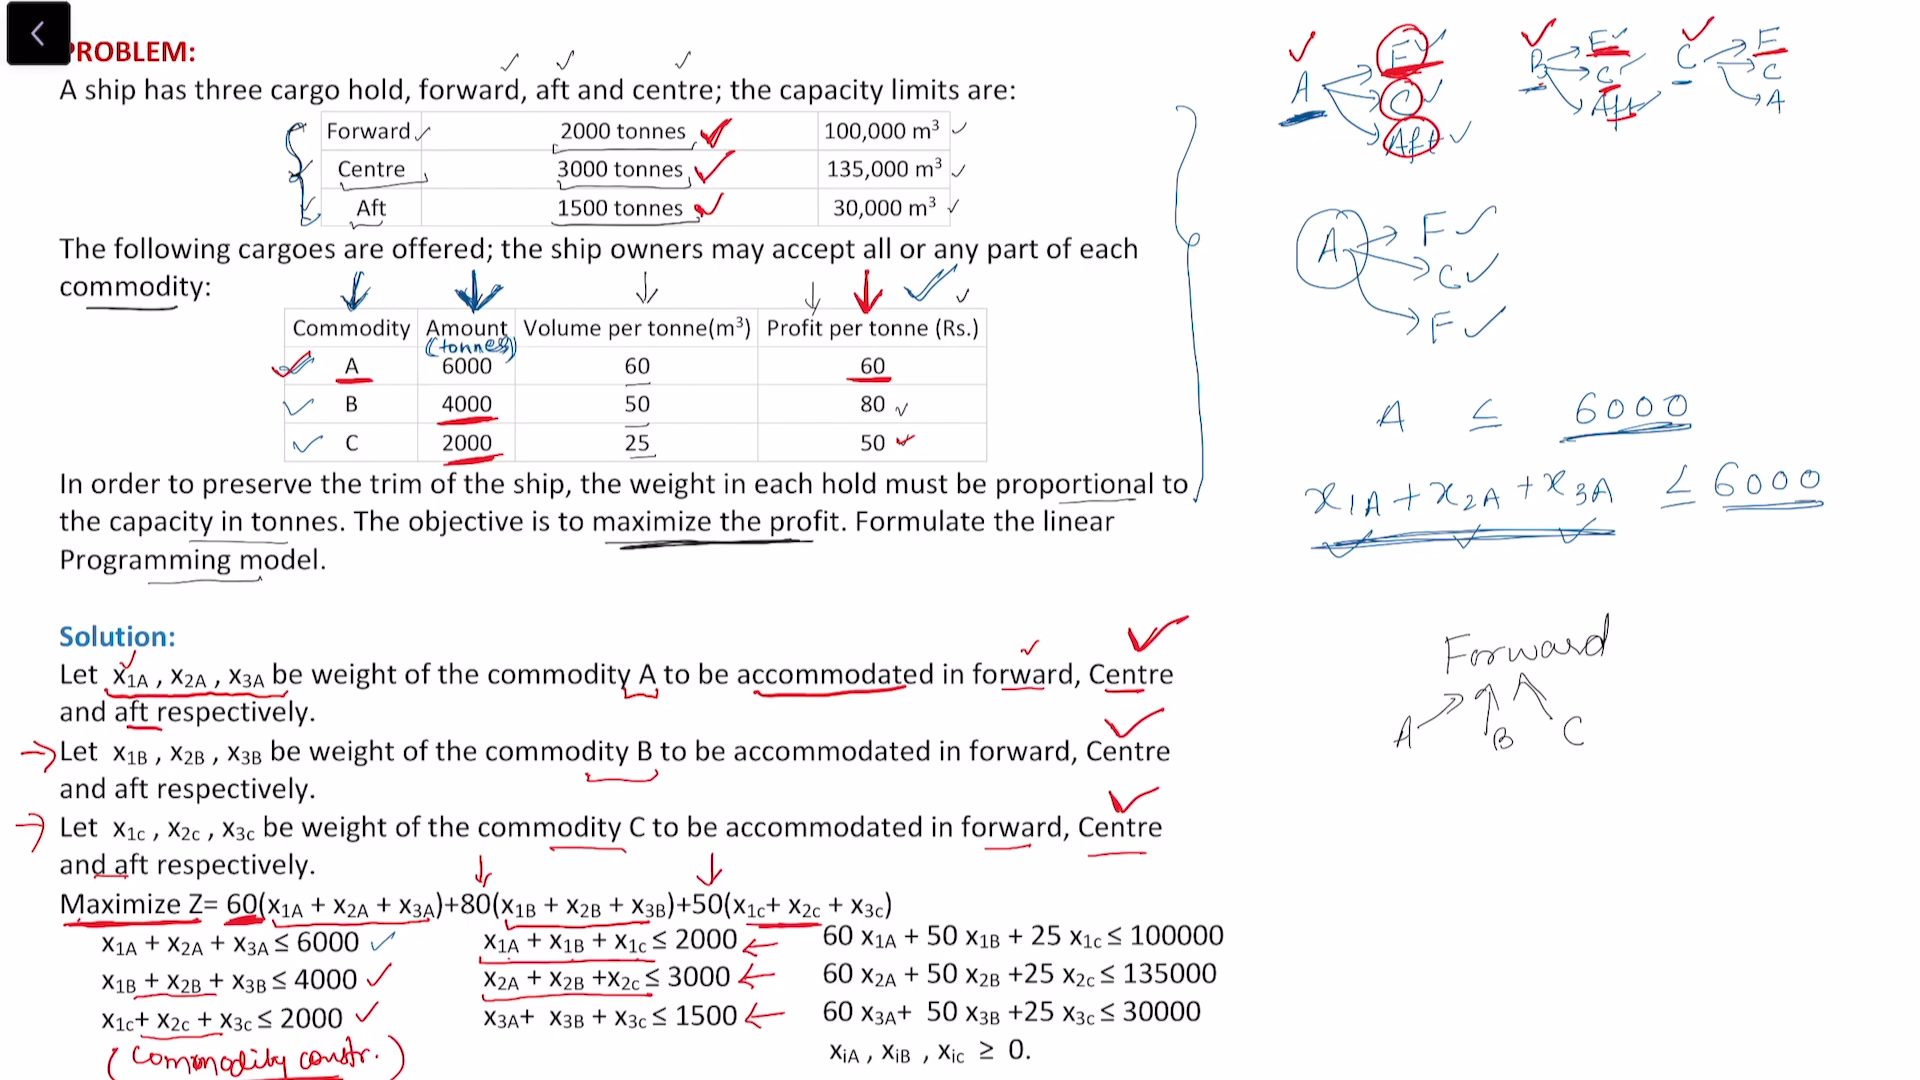 PROBLEM:
A ship has three cargo hold, forward, aft and centre; the capacity limits are:
Forward 2000 tonnes 100,000 m³
Centre 3000 tonnes 135,000 m³
Aft 1500 tonnes 30,000 m³
The following cargoes are offered; the ship owners may accept all or any part of each
commodity:
Commodity Amount Volume per tonne(m³) Profit per tonne (Rs.)
(tonnes)
A 6000 60 60
B 4000 50 80
C 2000 25 50
In order to preserve the trim of the ship, the weight in each hold must be proportional to
the capacity in tonnes. The objective is to maximize the profit. Formulate the linear
Programming model.
Solution:
Let x1A , x2A , x3A be weight of the commodity A to be accommodated in forward, Centre
and aft respectively.
Let x1B , x2B , x3B be weight of the commodity B to be accommodated in forward, Centre
and aft respectively.
Let x1c , x2c , x3c be weight of the commodity C to be accommodated in forward, Centre
and aft respectively.
Maximize Z= 60(x1A + x2A + x3A)+80(x1B + x2B + x3B)+50(x1c+ x2c + x3c)
x1A + x2A + x3A ≤ 6000 x1A + x1B + x1c ≤ 2000 60 x1A + 50 x1B + 25 x1c ≤ 100000
x1B + x2B + x3B ≤ 4000 x2A + x2B +x2c ≤ 3000 60 x2A + 50 x2B +25 x2c ≤ 135000
x1c+ x2c + x3c ≤ 2000 x3A+ x3B + x3c ≤ 1500 60 x3A+ 50 x3B +25 x3c ≤ 30000
xiA , xiB , xic ≥ 0.
(Commodity constr.)
A F C Aft
B F C Aft
C F C A
A F C F
A ≤ 6000
x1A + x2A + x3A ≤ 6000
Forward
A B C